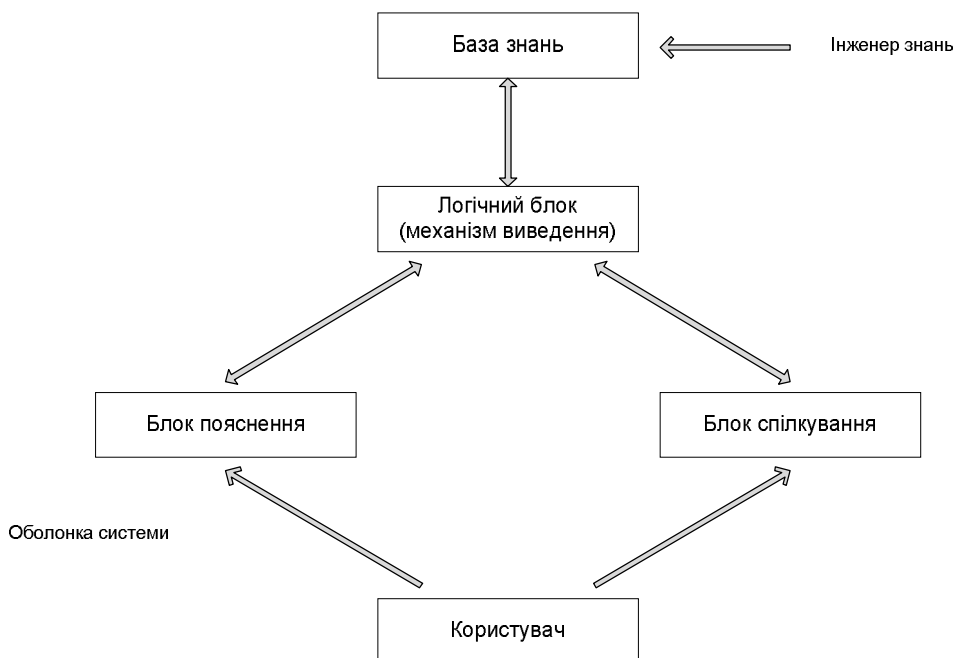 База знань
Інженер знань
Логічний блок
(механізм виведення)
Блок пояснення
Блок спілкування
Оболонка системи
Користувач